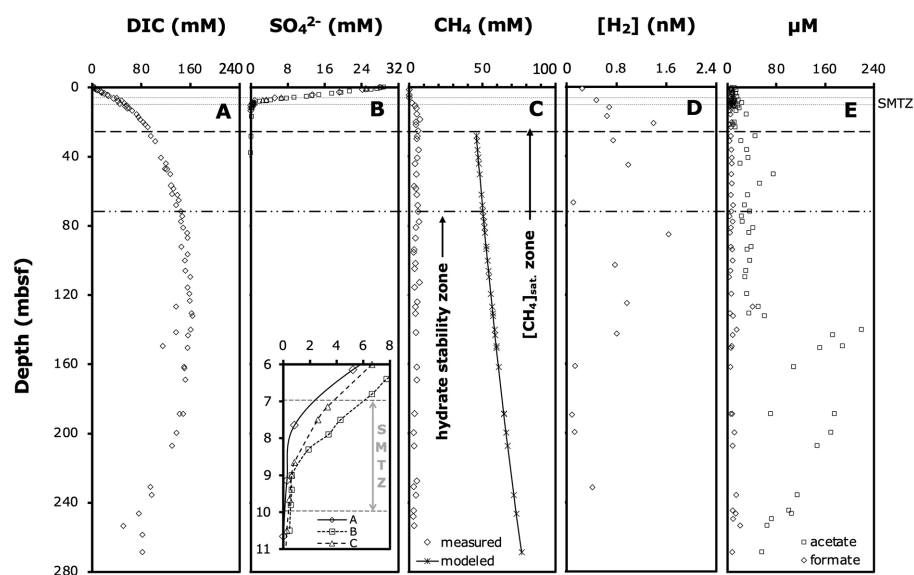 DIC (mM) SO₄²⁻ (mM) CH₄ (mM) [H₂] (nM) µM
0 80 160 240 0 8 16 24 32 0 50 100 0 0.6 1.2 1.8 2.4 0 80 160 240
A B C D E
SMTZ
Depth (mbsf)
0
40
80
120
160
200
240
280
hydrate stability zone
[CH₄]sat. zone
0 2 4 6 8
6
7
8
9
10
11
SMTZ
A
B
C
measured
modeled
acetate
formate